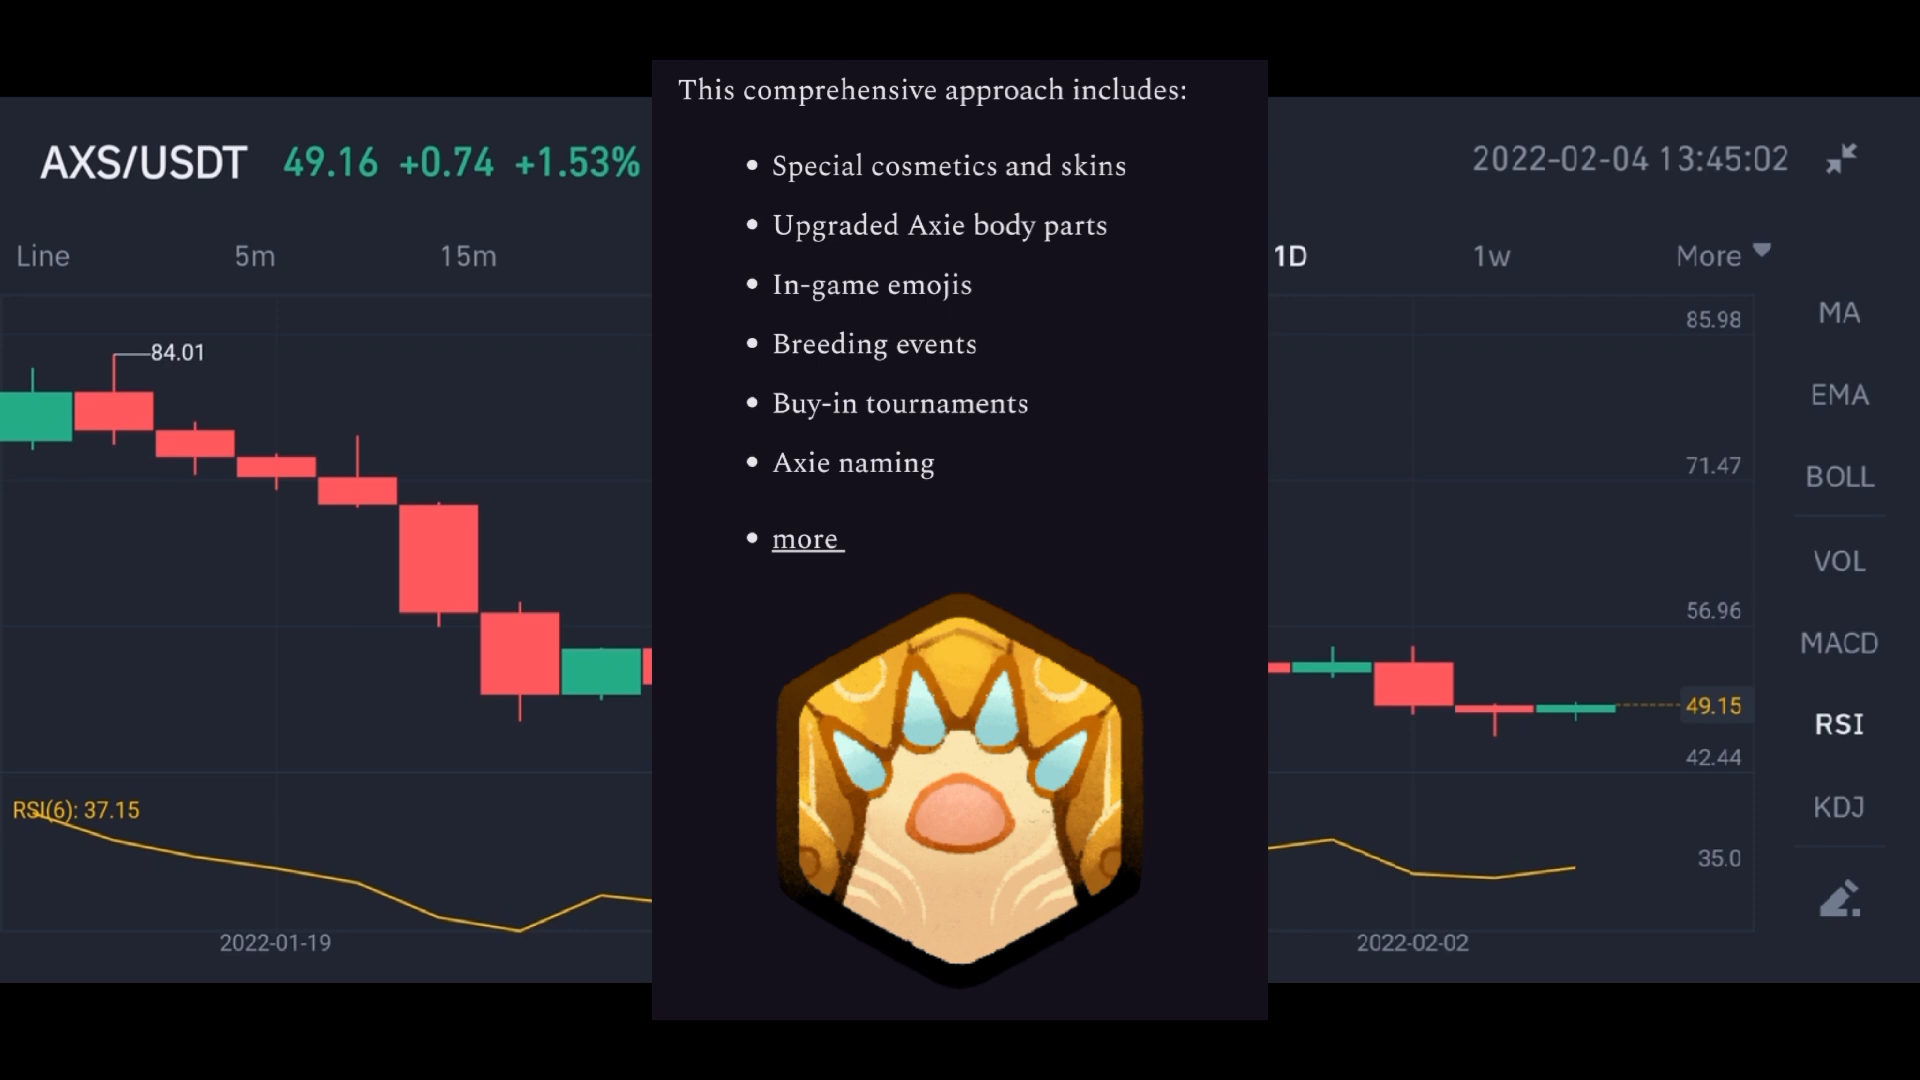 This comprehensive approach includes:
AXS/USDT 49.16 +0.74 +1.53%
2022-02-04 13:45:02
• Special cosmetics and skins
• Upgraded Axie body parts
• In-game emojis
• Breeding events
• Buy-in tournaments
• Axie naming
• more
Line 5m 15m
1D 1w More
84.01
85.98
71.47
56.96
49.15
42.44
35.0
MA
EMA
BOLL
VOL
MACD
RSI
KDJ
RSI(6): 37.15
2022-01-19
2022-02-02